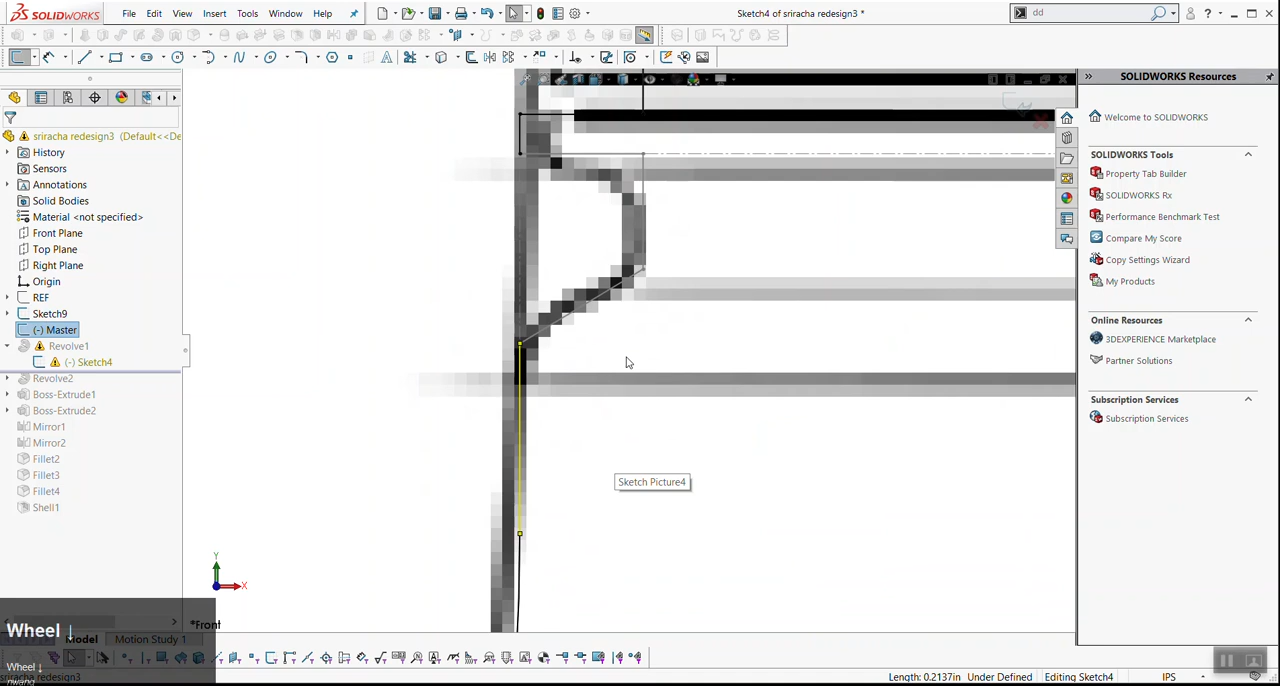 SOLIDWORKS File Edit View Insert Tools Window Help Sketch4 of sriracha redesign3 * dd ?
SOLIDWORKS Resources
sriracha redesign3 (Default<<De
History
Sensors
Annotations
Solid Bodies
Material <not specified>
Front Plane
Top Plane
Right Plane
Origin
REF
Sketch9
(-) Master
Revolve1
(-) Sketch4
Revolve2
Boss-Extrude1
Boss-Extrude2
Mirror1
Mirror2
Fillet2
Fillet3
Fillet4
Shell1
Sketch Picture4
Y
X
*Front
Welcome to SOLIDWORKS
SOLIDWORKS Tools
Property Tab Builder
SOLIDWORKS Rx
Performance Benchmark Test
Compare My Score
Copy Settings Wizard
My Products
Online Resources
3DEXPERIENCE Marketplace
Partner Solutions
Subscription Services
Subscription Services
Wheel ↓
Wheel ↓
nwang
Model Motion Study 1
sriracha redesign3 Length: 0.2137in Under Defined Editing Sketch4 IPS